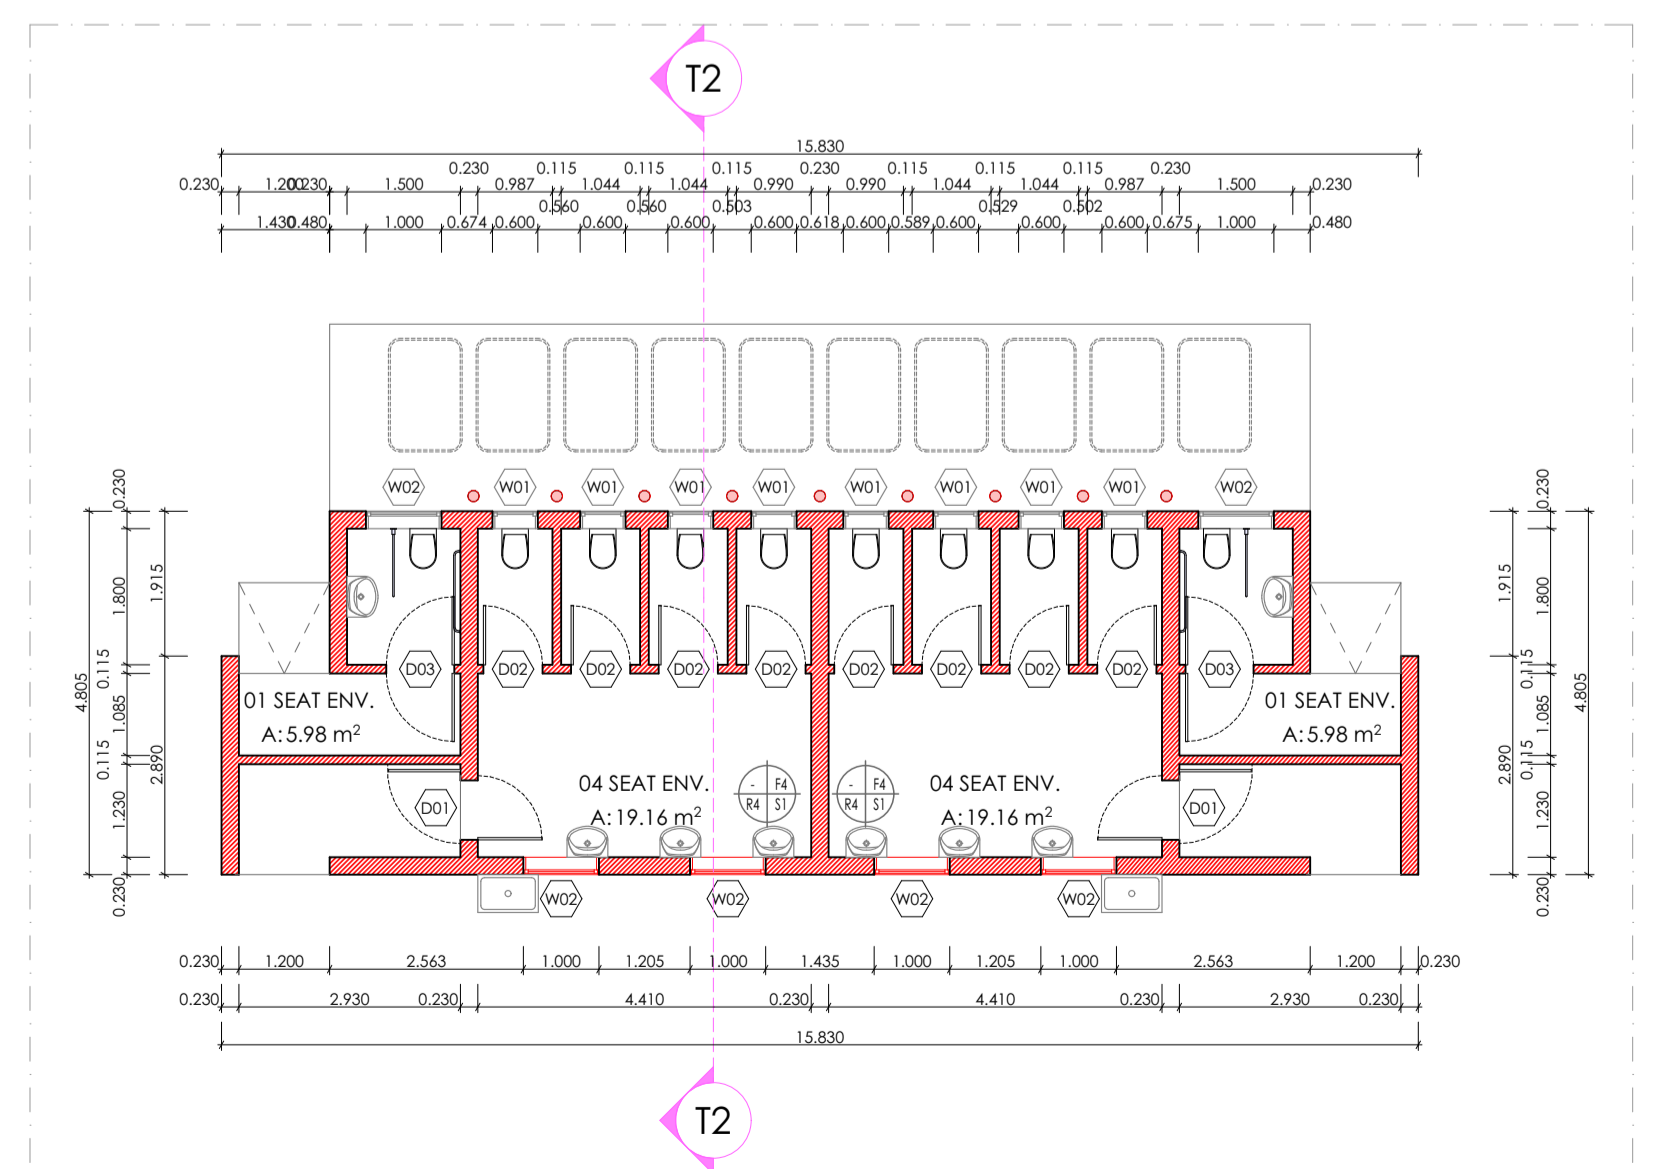 T2
15.830
0.230 0.115 0.115 0.115 0.230 0.115 0.115 0.115 0.230
0.230 1.200 0.230 1.500 0.987 1.044 1.044 0.990 0.990 1.044 1.044 0.987 1.500 0.230
0.560 0.560 0.503 0.529 0.502
1.430 0.480 1.000 0.674 0.600 0.600 0.600 0.600 0.618 0.600 0.589 0.600 0.600 0.600 0.675 1.000 0.480
W02 W01 W01 W01 W01 W01 W01 W01 W01 W02
0.230 0.230
1.915 1.800 1.800 1.915
D03 D02 D02 D02 D02 D02 D02 D02 D02 D03
0.115 0.115
4.805 4.805
01 SEAT ENV. 01 SEAT ENV.
A: 5.98 m² A: 5.98 m²
1.085 1.085
0.115 2.890 2.890 0.115
04 SEAT ENV. - F4 - F4 04 SEAT ENV.
A: 19.16 m² R4 S1 R4 S1 A: 19.16 m²
1.230 D01 D01 1.230
0.230 W02 W02 W02 W02 0.230
0.230 1.200 2.563 1.000 1.205 1.000 1.435 1.000 1.205 1.000 2.563 1.200 0.230
0.230 2.930 0.230 4.410 0.230 4.410 0.230 2.930 0.230
15.830
T2